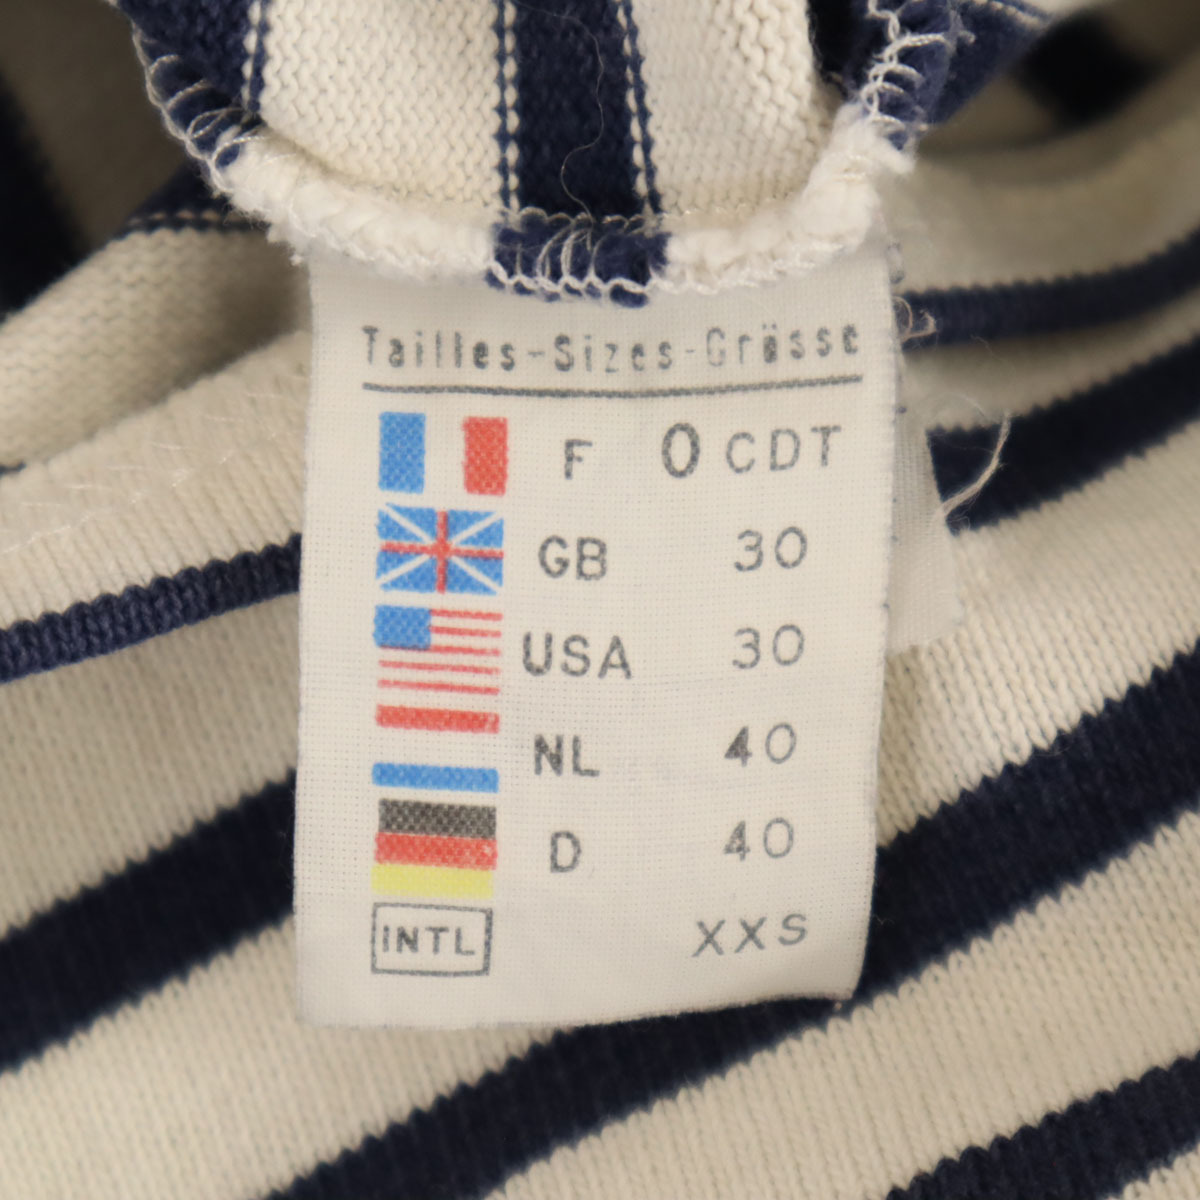 Tailles-Sizes-Grösse
F 0 CDT
GB 30
USA 30
NL 40
D 40
INTL XXS